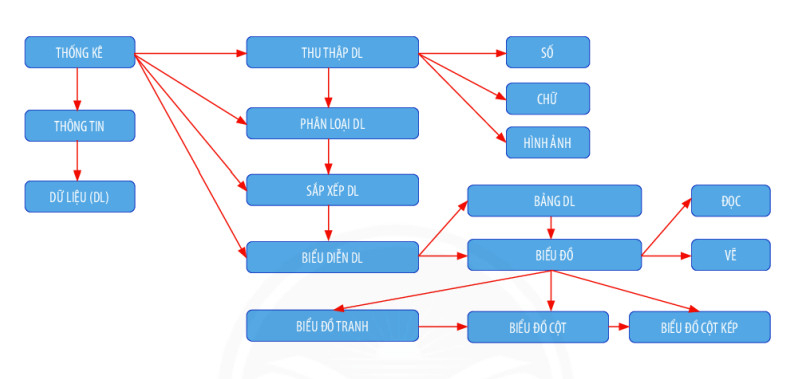 THỐNG KÊ
THU THẬP DL
SỐ
CHỮ
HÌNH ẢNH
THÔNG TIN
PHÂN LOẠI DL
DỮ LIỆU (DL)
SẮP XẾP DL
BẢNG DL
ĐỌC
BIỂU DIỄN DL
BIỂU ĐỒ
VẼ
BIỂU ĐỒ TRANH
BIỂU ĐỒ CỘT
BIỂU ĐỒ CỘT KÉP